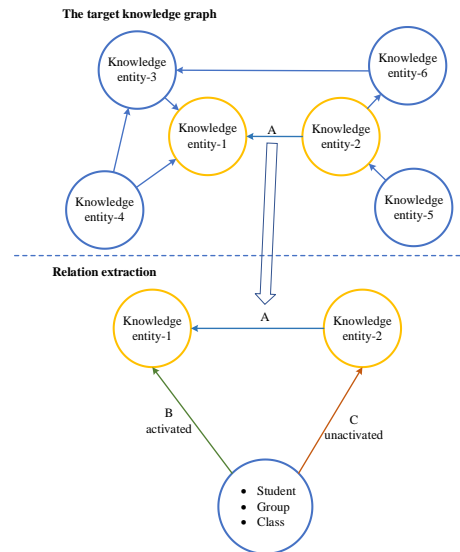 The target knowledge graph
Knowledge
entity-3
Knowledge
entity-6
Knowledge
entity-1
A
Knowledge
entity-2
Knowledge
entity-4
Knowledge
entity-5
Relation extraction
Knowledge
entity-1
A
Knowledge
entity-2
B
activated
C
unactivated
• Student
• Group
• Class